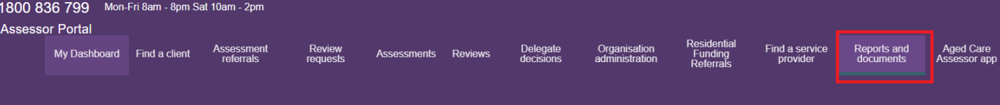 1800 836 799 Mon-Fri 8am - 8pm Sat 10am - 2pm
Assessor Portal
My Dashboard
Find a client
Assessment
referrals
Review
requests
Assessments
Reviews
Delegate
decisions
Organisation
administration
Residential
Funding
Referrals
Find a service
provider
Reports and
documents
Aged Care
Assessor app